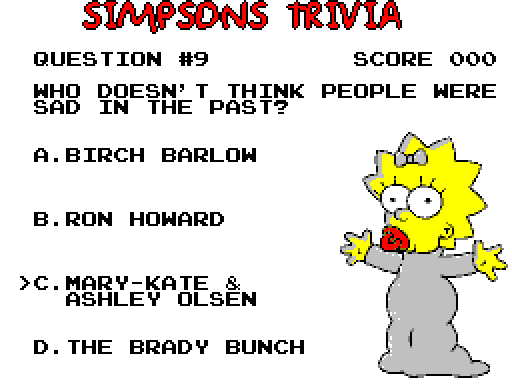 SIMPSONS TRIVIA
QUESTION #9 SCORE 000
WHO DOESN'T THINK PEOPLE WERE
SAD IN THE PAST?
A.BIRCH BARLOW
B.RON HOWARD
>C.MARY-KATE &
ASHLEY OLSEN
D.THE BRADY BUNCH